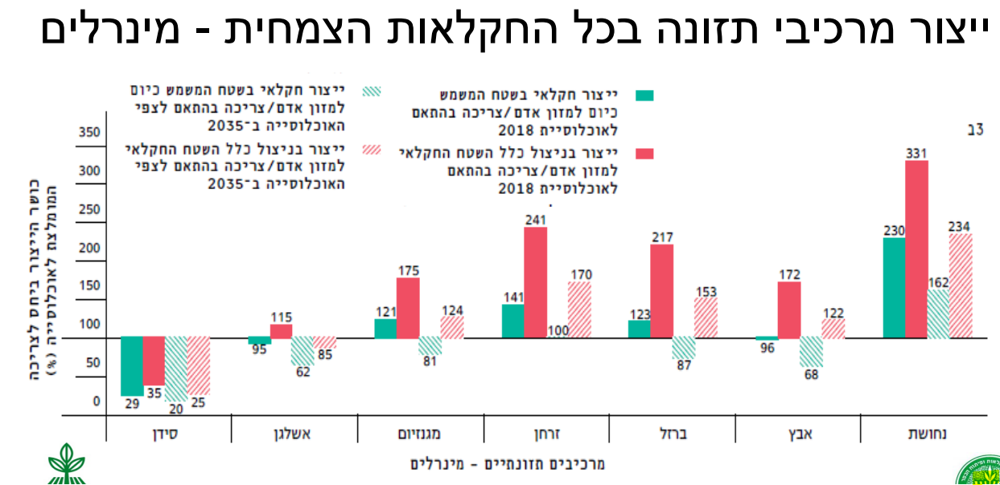 ייצור מרכיבי תזונה בכל החקלאות הצמחית - מינרלים
3ב
ייצור חקלאי בשטח המשמש
כיום למזון אדם/צריכה בהתאם
לאוכלוסיית 2018
ייצור בניצול כלל השטח החקלאי
למזון אדם/צריכה בהתאם
לאוכלוסיית 2018
ייצור חקלאי בשטח המשמש כיום
למזון אדם/צריכה בהתאם לצפי
האוכלוסייה ב־2035
ייצור בניצול כלל השטח החקלאי
למזון אדם/צריכה בהתאם לצפי
האוכלוסייה ב־2035
כושר הייצור ביחס לצריכה
המומלצת לאוכלוסייה (%)
350
300
250
200
150
100
50
0
29 35 20 25
95 115 62 85
121 175 81 124
141 241 100 170
123 217 87 153
96 172 68 122
230 331 162 234
סידן אשלגן מגנזיום זרחן ברזל אבץ נחושת
מרכיבים תזונתיים - מינרלים